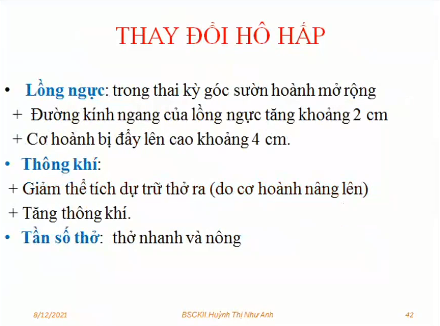 THAY ĐỔI HÔ HẤP
• Lồng ngực: trong thai kỳ góc sườn hoành mở rộng
+ Đường kính ngang của lồng ngực tăng khoảng 2 cm
+ Cơ hoành bị đẩy lên cao khoảng 4 cm.
• Thông khí:
+ Giảm thể tích dự trữ thở ra (do cơ hoành nâng lên)
+ Tăng thông khí.
• Tần số thở: thở nhanh và nông
8/12/2021 BSCKII Huỳnh Thị Như Anh 42